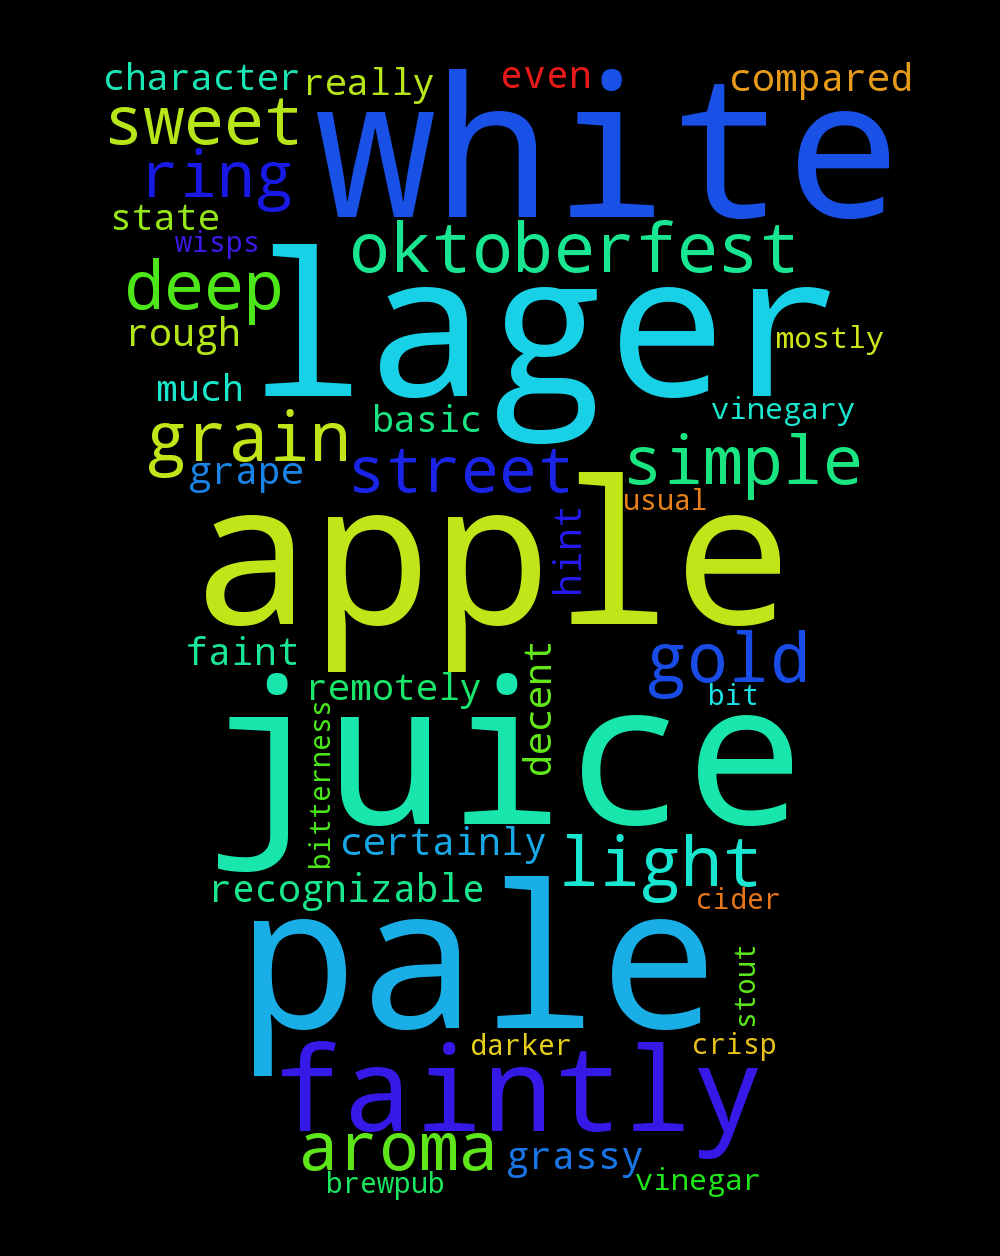 character really even compared
sweet white
ring
state
wisps oktoberfest
deep lager
rough mostly
much basic vinegary
grain simple
grape street usual
apple hint
faint gold
remotely decent bit
juice bitterness
certainly light
recognizable cider
pale stout
darker crisp
faintly
aroma grassy
brewpub vinegar